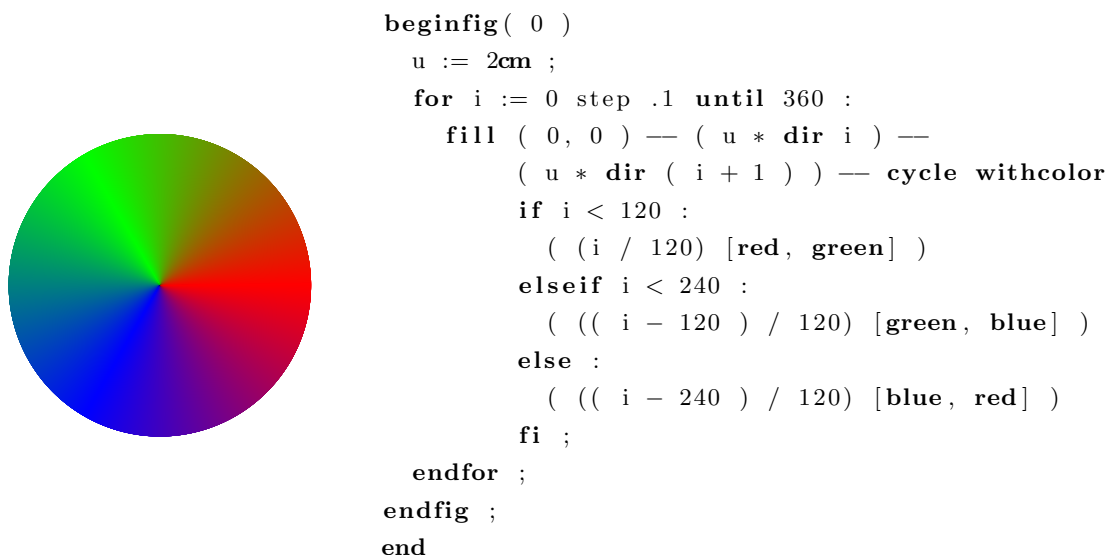 beginfig( 0 )
u := 2cm ;
for i := 0 step .1 until 360 :
fill ( 0, 0 ) -- ( u * dir i ) --
( u * dir ( i + 1 ) ) -- cycle withcolor
if i < 120 :
( (i / 120) [red, green] )
elseif i < 240 :
( (( i - 120 ) / 120) [green, blue] )
else :
( (( i - 240 ) / 120) [blue, red] )
fi ;
endfor ;
endfig ;
end